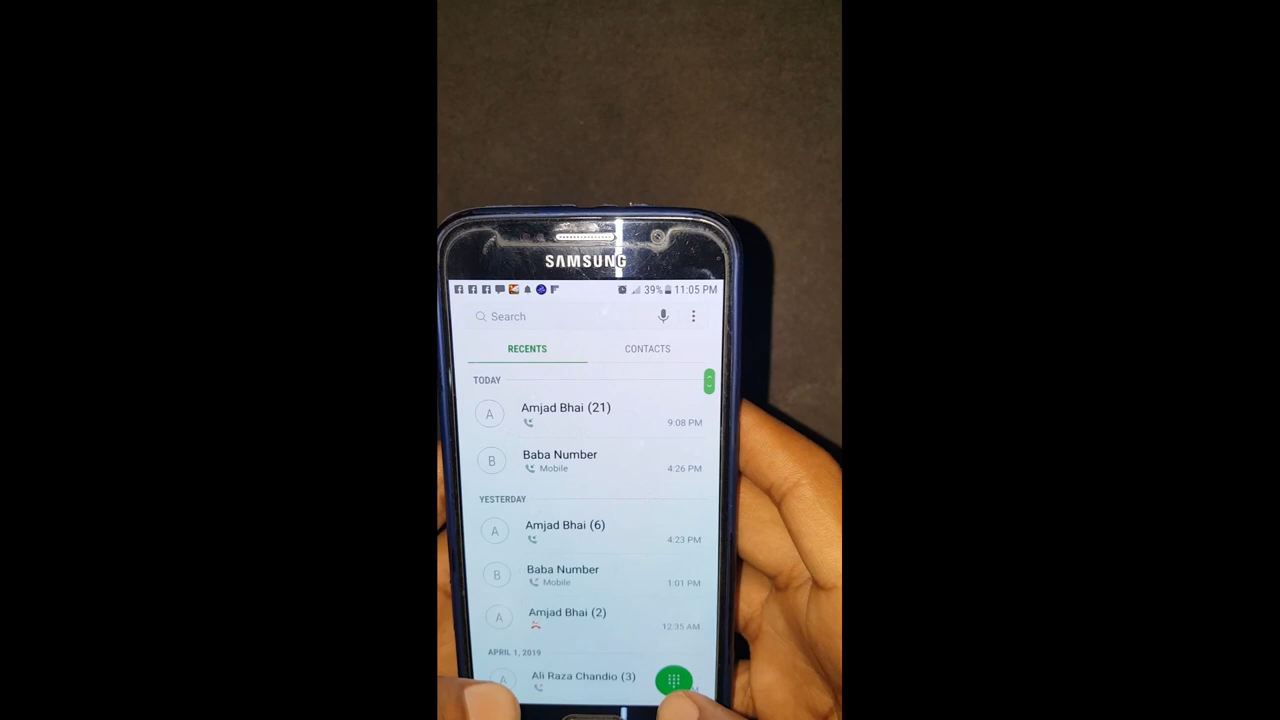 SAMSUNG
39% 11:05 PM
Search
RECENTS CONTACTS
TODAY
Amjad Bhai (21)
9:08 PM
Baba Number
Mobile 4:26 PM
YESTERDAY
Amjad Bhai (6)
4:23 PM
Baba Number
Mobile 1:01 PM
Amjad Bhai (2)
12:35 AM
APRIL 1, 2019
Ali Raza Chandio (3)